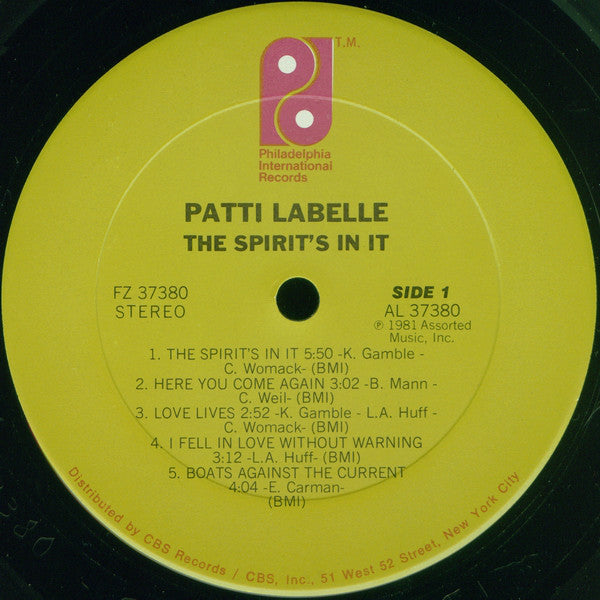 T.M.
Philadelphia
International
Records
PATTI LABELLE
THE SPIRIT'S IN IT
FZ 37380
STEREO
SIDE 1
AL 37380
℗ 1981 Assorted
Music, Inc.
1. THE SPIRIT'S IN IT 5:50 -K. Gamble -
C. Womack- (BMI)
2. HERE YOU COME AGAIN 3:02 -B. Mann -
C. Weil- (BMI)
3. LOVE LIVES 2:52 -K. Gamble - L.A. Huff -
C. Womack- (BMI)
4. I FELL IN LOVE WITHOUT WARNING
3:12 -L.A. Huff- (BMI)
5. BOATS AGAINST THE CURRENT
4:04 -E. Carman-
(BMI)
Distributed by CBS Records / CBS, Inc., 51 West 52 Street, New York City